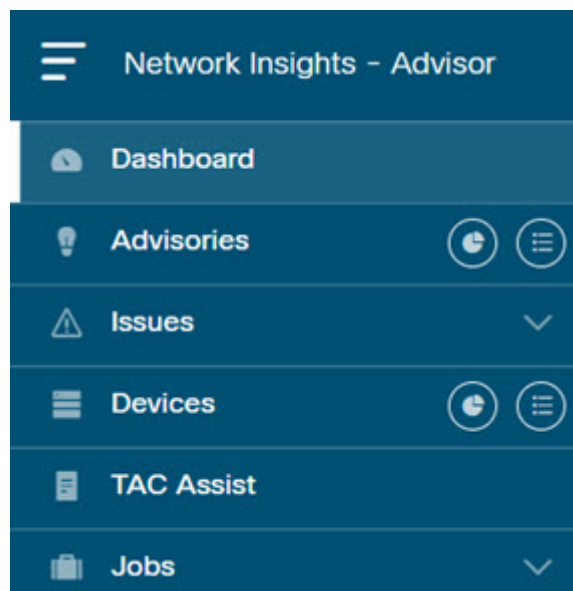 Network Insights - Advisor
Dashboard
Advisories
Issues
Devices
TAC Assist
Jobs